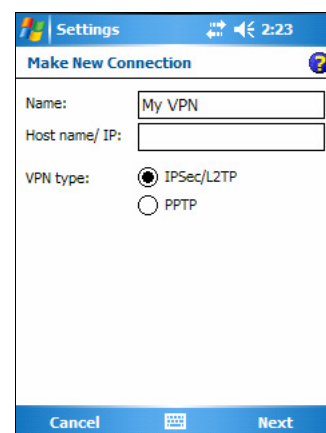 Settings 2:23
Make New Connection ?
Name: My VPN
Host name/ IP:
VPN type: IPSec/L2TP
PPTP
Cancel Next